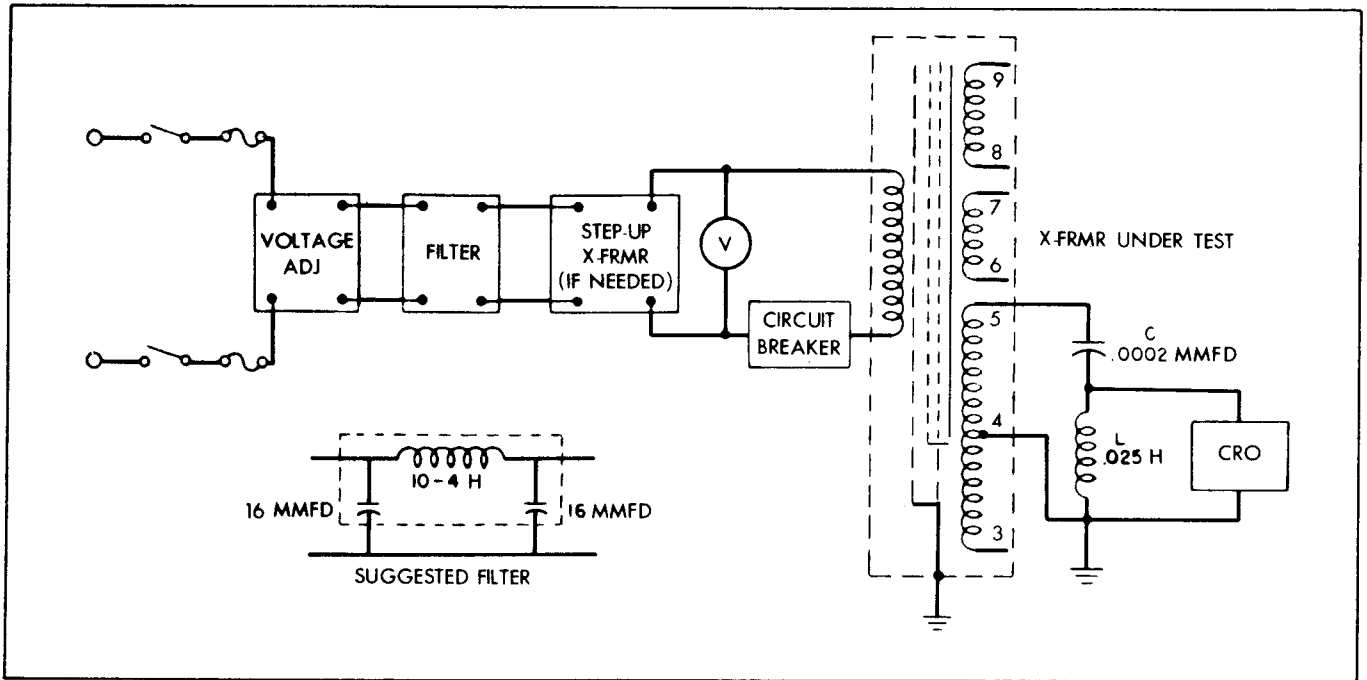 VOLTAGE
ADJ
FILTER
STEP-UP
X-FRMR
(IF NEEDED)
V
CIRCUIT
BREAKER
9
8
7
6
5
4
3
X-FRMR UNDER TEST
C
.0002 MMFD
L
.025 H
CRO
10-4 H
16 MMFD
16 MMFD
SUGGESTED FILTER